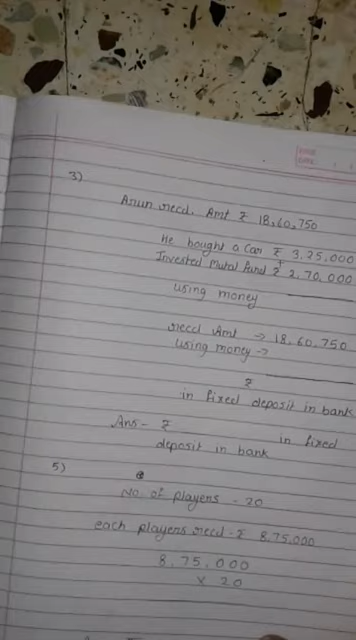 3)
Arun recd. Amt ₹ 18,60,750
He bought a Car ₹ 3,25,000
+
Invested Mutal Fund ₹ 2,70,000
using money
recd Amt → 18,60,750
using money →
₹
in fixed deposit in bank
Ans - ₹ in fixed
deposit in bank
5)
No. of players - 20
each players recd - ₹ 8,75,000
8,75,000
x 20